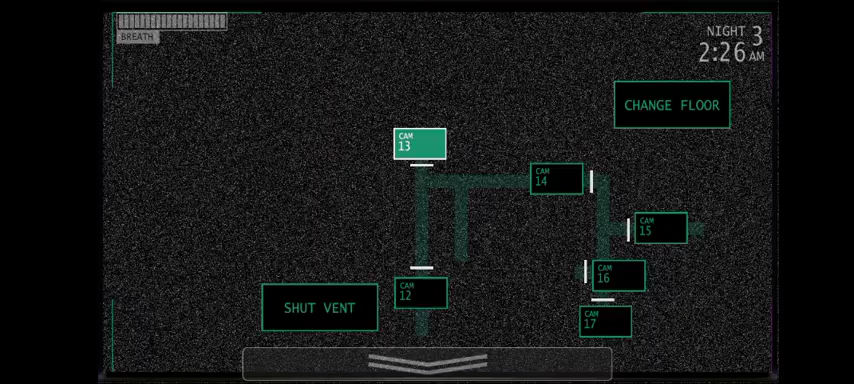 BREATH
NIGHT 3
2:26 AM
CHANGE FLOOR
CAM
13
CAM
14
CAM
15
CAM
16
CAM
12
SHUT VENT
CAM
17